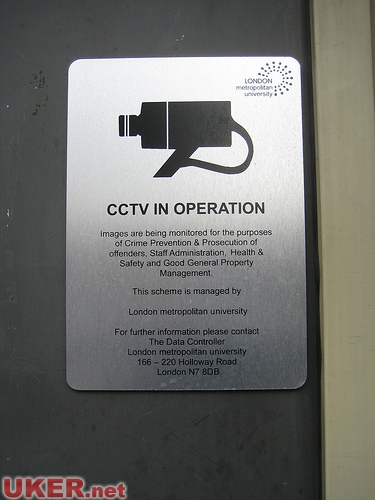 LONDON
metropolitan
university
CCTV IN OPERATION
Images are being monitored for the purposes
of Crime Prevention & Prosecution of
offenders, Staff Administration, Health &
Safety and Good General Property
Management.
This scheme is managed by
London metropolitan university
For further information please contact
The Data Controller
London metropolitan university
166 – 220 Holloway Road
London N7 8DB
UKER.net